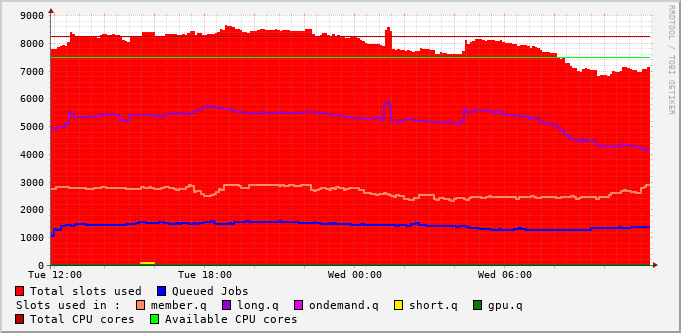 RRDTOOL / TOBI OETIKER
9000
8000
7000
6000
5000
4000
3000
2000
1000
0
Tue 12:00 Tue 18:00 Wed 00:00 Wed 06:00
Total slots used Queued Jobs
Slots used in : member.q long.q ondemand.q short.q gpu.q
Total CPU cores Available CPU cores